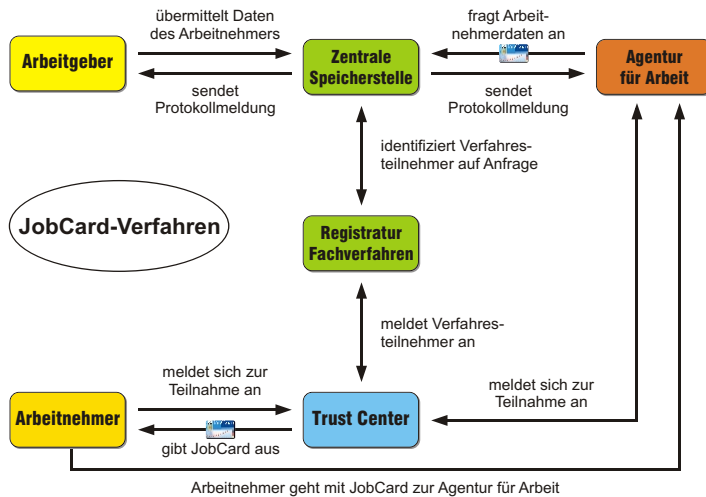 übermittelt Daten
des Arbeitnehmers
fragt Arbeit-
nehmerdaten an
Arbeitgeber
Zentrale
Speicherstelle
Agentur
für Arbeit
sendet
Protokollmeldung
sendet
Protokollmeldung
identifiziert Verfahres-
teilnehmer auf Anfrage
JobCard-Verfahren
Registratur
Fachverfahren
meldet Verfahres-
teilnehmer an
meldet sich zur
Teilnahme an
meldet sich zur
Teilnahme an
Arbeitnehmer
Trust Center
gibt JobCard aus
Arbeitnehmer geht mit JobCard zur Agentur für Arbeit